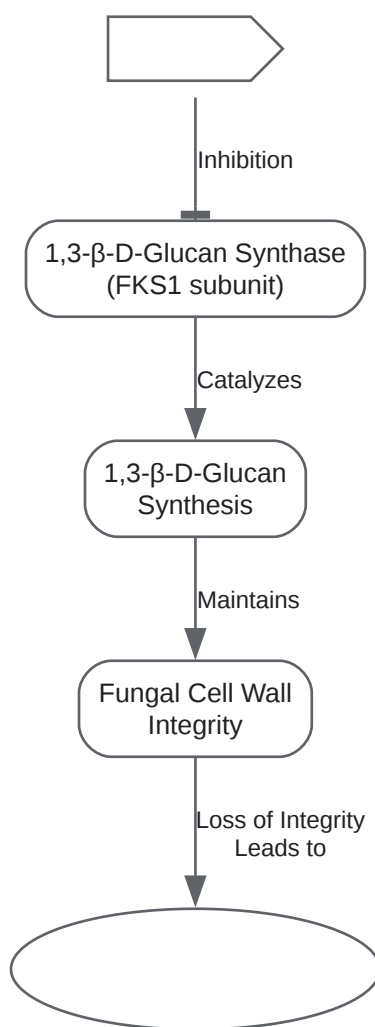 Inhibition
1,3-β-D-Glucan Synthase
(FKS1 subunit)
Catalyzes
1,3-β-D-Glucan
Synthesis
Maintains
Fungal Cell Wall
Integrity
Loss of Integrity
Leads to